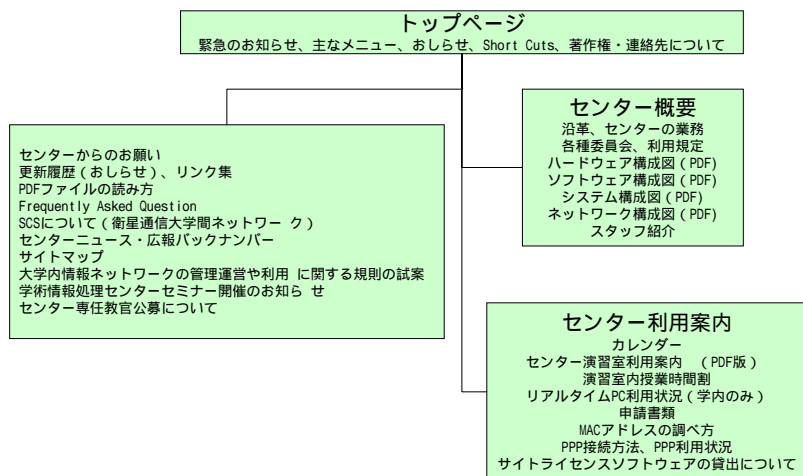 トップページ
緊急のお知らせ、主なメニュー、おしらせ、Short Cuts、著作権・連絡先について
センターからのお願い
更新履歴(おしらせ)、リンク集
PDFファイルの読み方
Frequently Asked Question
SCSについて(衛星通信大学間ネットワー ク)
センターニュース・広報バックナンバー
サイトマップ
大学内情報ネットワークの管理運営や利用 に関する規則の試案
学術情報処理センターセミナー開催のお知ら せ
センター専任教官公募について
センター概要
沿革、センターの業務
各種委員会、利用規定
ハードウェア構成図(PDF)
ソフトウェア構成図(PDF)
システム構成図(PDF)
ネットワーク構成図(PDF)
スタッフ紹介
センター利用案内
カレンダー
センター演習室利用案内 (PDF版)
演習室内授業時間割
リアルタイムPC利用状況(学内のみ)
申請書類
MACアドレスの調べ方
PPP接続方法、PPP利用状況
サイトライセンスソフトウェアの貸出について